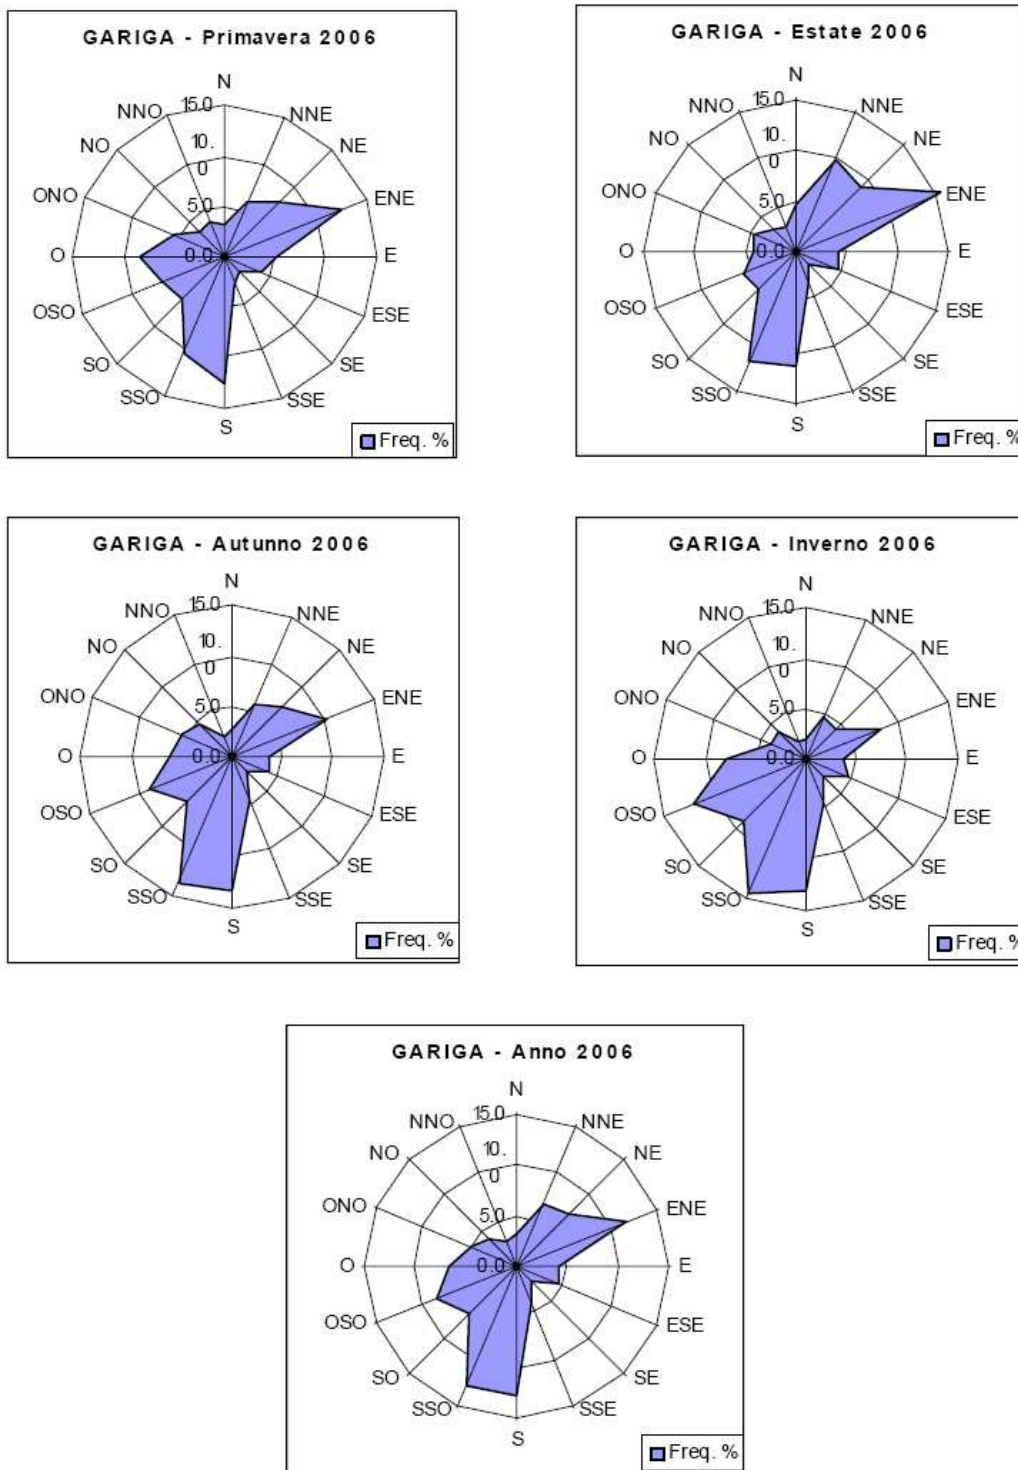 GARIGA - Primavera 2006
N
NNO
15.0
NNE
NO
10.
0
NE
ONO
5.0
ENE
O
0.0
E
OSO
ESE
SO
SE
SSO
SSE
S
Freq. %
GARIGA - Estate 2006
N
NNO
15.0
NNE
NO
10.
0
NE
ONO
5.0
ENE
O
0.0
E
OSO
ESE
SO
SE
SSO
SSE
S
Freq. %
GARIGA - Autunno 2006
N
NNO
15.0
NNE
NO
10.
0
NE
ONO
5.0
ENE
O
0.0
E
OSO
ESE
SO
SE
SSO
SSE
S
Freq. %
GARIGA - Inverno 2006
N
NNO
15.0
NNE
NO
10.
0
NE
ONO
5.0
ENE
O
0.0
E
OSO
ESE
SO
SE
SSO
SSE
S
Freq. %
GARIGA - Anno 2006
N
NNO
15.0
NNE
NO
10.
0
NE
ONO
5.0
ENE
O
0.0
E
OSO
ESE
SO
SE
SSO
SSE
S
Freq. %